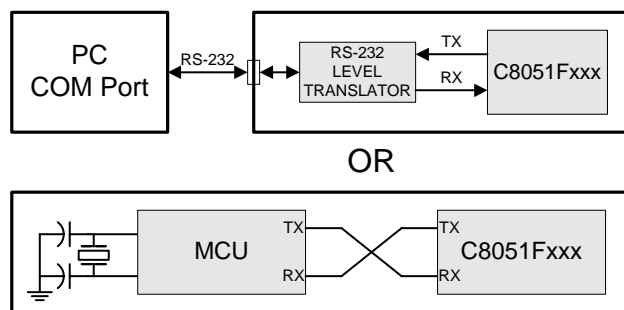 PC
COM Port
RS-232
RS-232
LEVEL
TRANSLATOR
TX
RX
C8051Fxxx
OR
MCU
TX
RX
TX
RX
C8051Fxxx